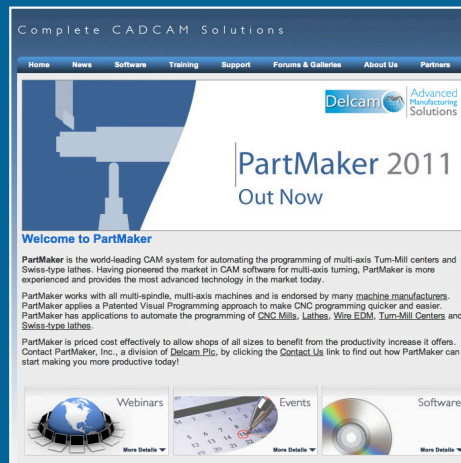 Complete CADCAM Solutions
Home News Software Training Support Forums & Galleries About Us Partners
Delcam Advanced
Manufacturing
Solutions
PartMaker 2011
Out Now
Welcome to PartMaker
PartMaker is the world-leading CAM system for automating the programming of multi-axis Turn-Mill centers and
Swiss-type lathes. Having pioneered the market in CAM software for multi-axis turning, PartMaker is more
experienced and provides the most advanced technology in the market today.
PartMaker works with all multi-spindle, multi-axis machines and is endorsed by many machine manufacturers.
PartMaker applies a Patented Visual Programming approach to make CNC programming quicker and easier.
PartMaker has applications to automate the programming of CNC Mills, Lathes, Wire EDM, Turn-Mill Centers and
Swiss-type lathes.
PartMaker is priced cost effectively to allow shops of all sizes to benefit from the productivity increase it offers.
Contact PartMaker, Inc., a division of Delcam Plc, by clicking the Contact Us link to find out how PartMaker can
start making you more productive today!
Webinars Events Software
More Details More Details More Details